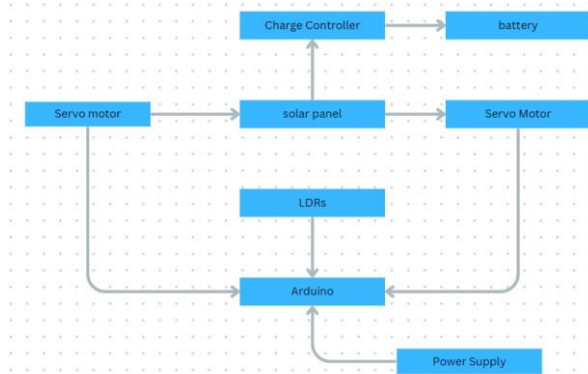 Charge Controller
battery
Servo motor
solar panel
Servo Motor
LDRs
Arduino
Power Supply